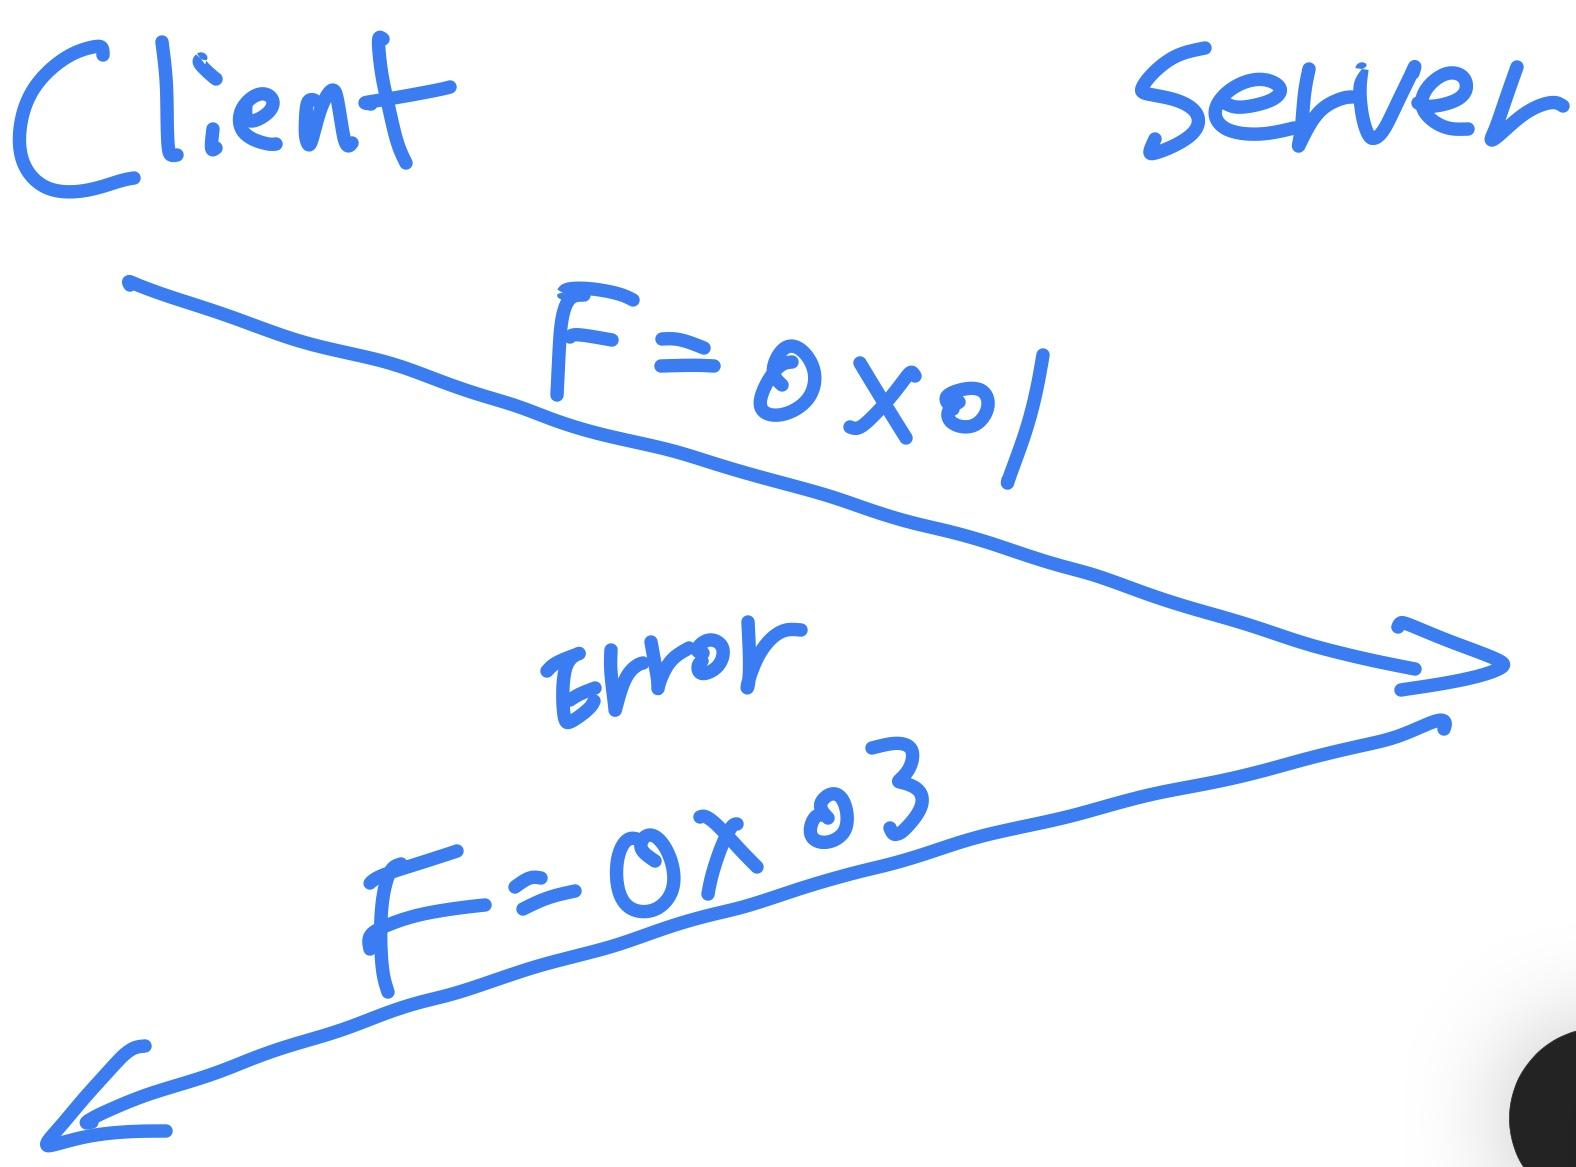 Client Server
F = 0x01
Error
F = 0x03